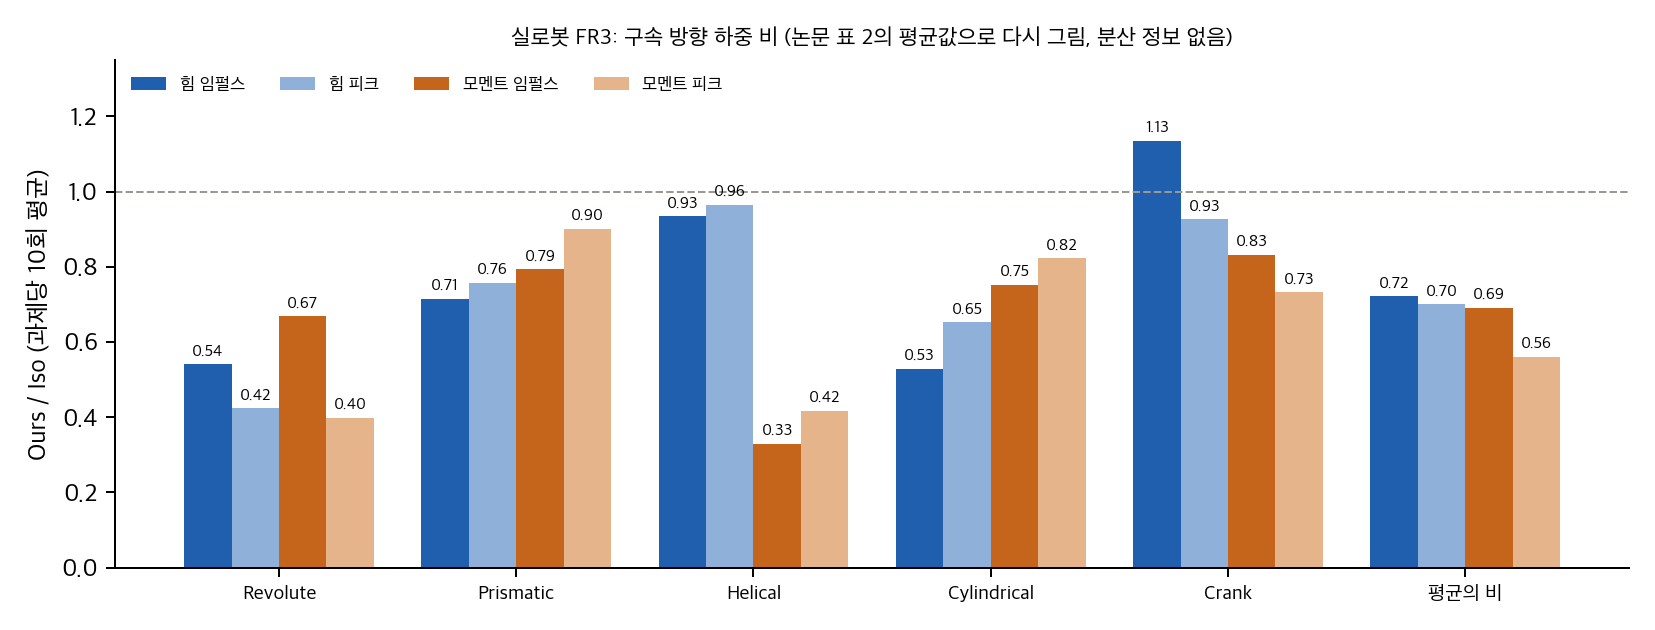 실로봇 FR3: 구속 방향 하중 비 (논문 표 2의 평균값으로 다시 그림, 분산 정보 없음)
힘 임펄스 힘 피크 모멘트 임펄스 모멘트 피크
Ours / Iso (과제당 10회 평균)
1.2
1.0
0.8
0.6
0.4
0.2
0.0
0.54 0.42 0.67 0.40
0.71 0.76 0.79 0.90
0.93 0.96 0.33 0.42
0.53 0.65 0.75 0.82
1.13 0.93 0.83 0.73
0.72 0.70 0.69 0.56
Revolute Prismatic Helical Cylindrical Crank 평균의 비